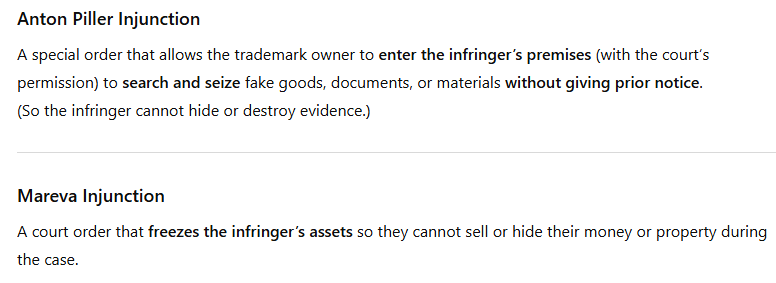 Anton Piller Injunction
A special order that allows the trademark owner to enter the infringer’s premises (with the court’s
permission) to search and seize fake goods, documents, or materials without giving prior notice.
(So the infringer cannot hide or destroy evidence.)
Mareva Injunction
A court order that freezes the infringer’s assets so they cannot sell or hide their money or property during
the case.